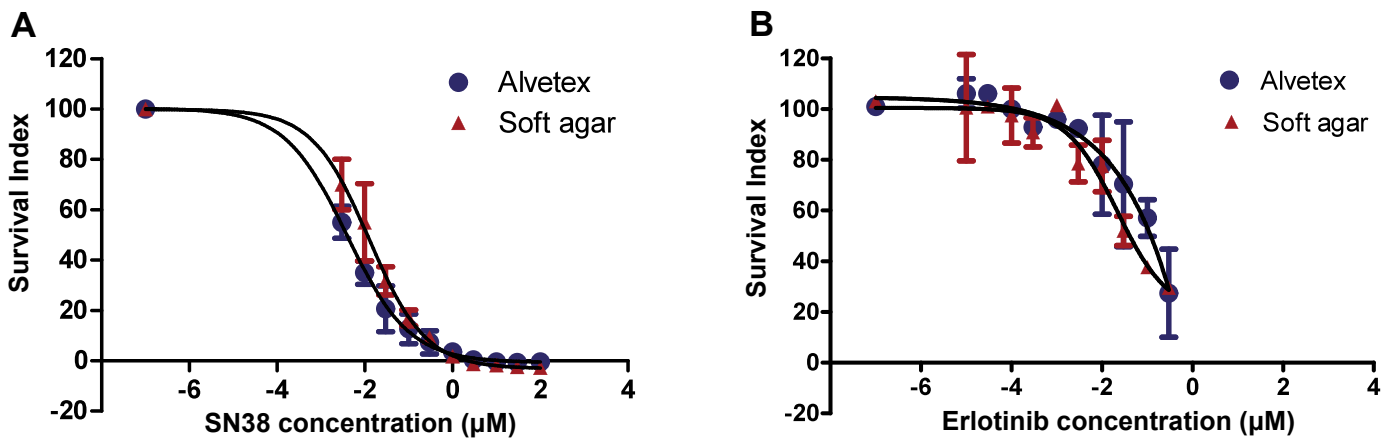 A
B
120
100
80
60
40
20
0
-20
Survival Index
Alvetex
Soft agar
-6 -4 -2 0 2 4
SN38 concentration (µM)
120
100
80
60
40
20
0
-20
Survival Index
Alvetex
Soft agar
-6 -4 -2 0 2 4
Erlotinib concentration (µM)